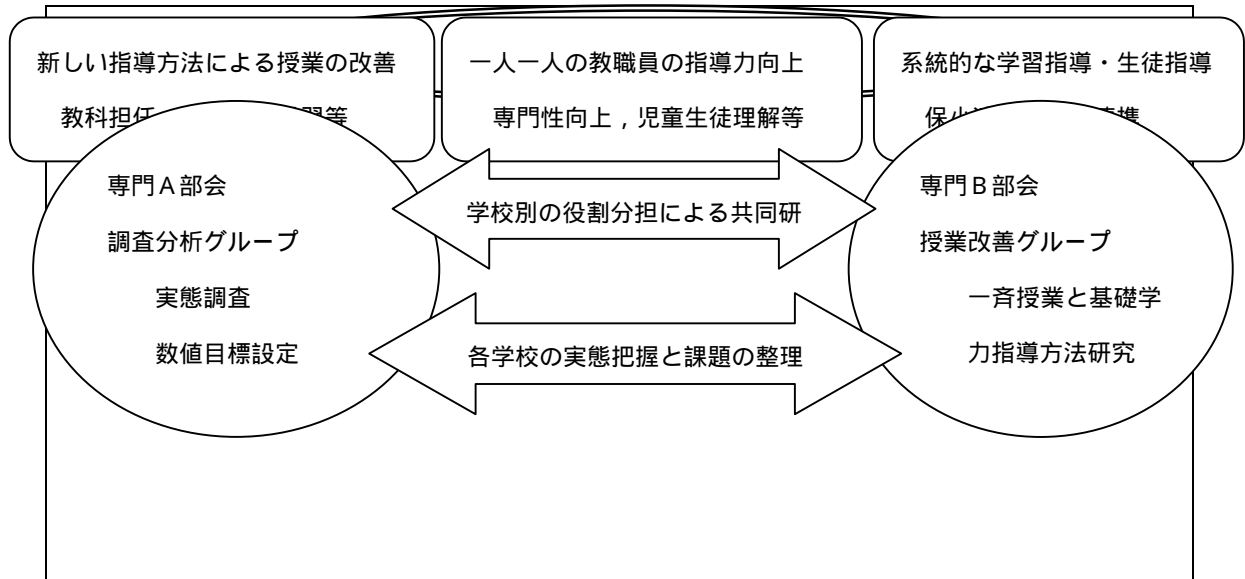 新しい指導方法による授業の改善
教科担任 習等
一人一人の教職員の指導力向上
専門性向上，児童生徒理解等
系統的な学習指導・生徒指導
保小 連携
専門Ａ部会
調査分析グループ
実態調査
数値目標設定
学校別の役割分担による共同研
各学校の実態把握と課題の整理
専門Ｂ部会
授業改善グループ
一斉授業と基礎学
力指導方法研究